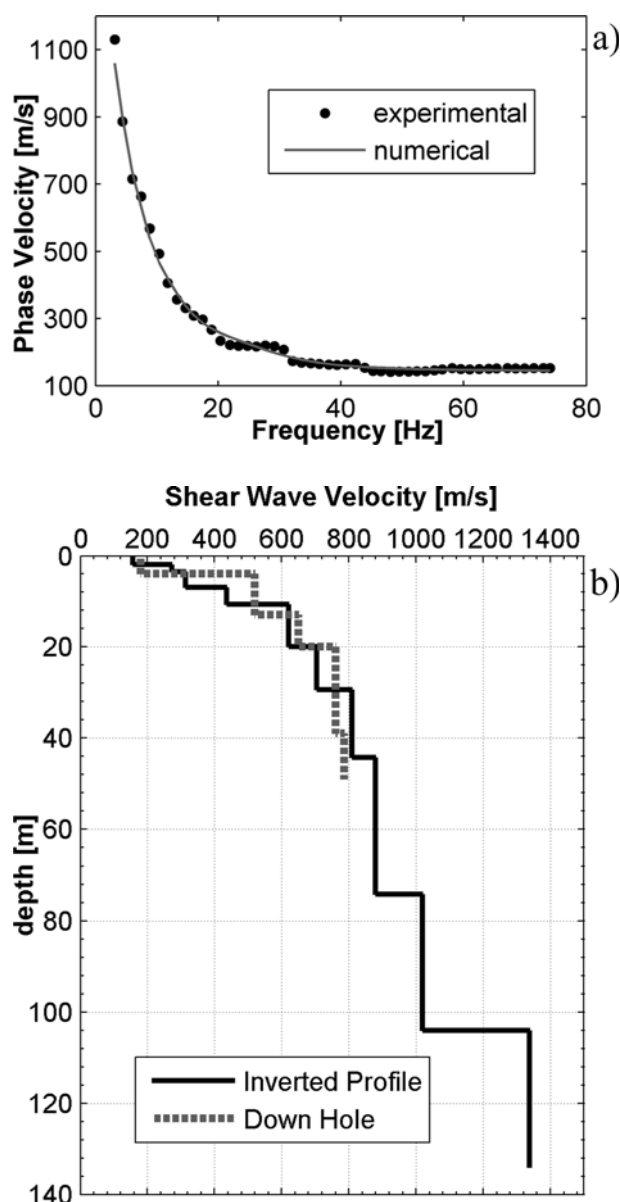 a)
1100
900
700
500
300
100
Phase Velocity [m/s]
experimental
numerical
0 20 40 60 80
Frequency [Hz]
Shear Wave Velocity [m/s]
0 200 400 600 800 1000 1200 1400
b)
0
20
40
60
80
100
120
140
depth [m]
Inverted Profile
Down Hole